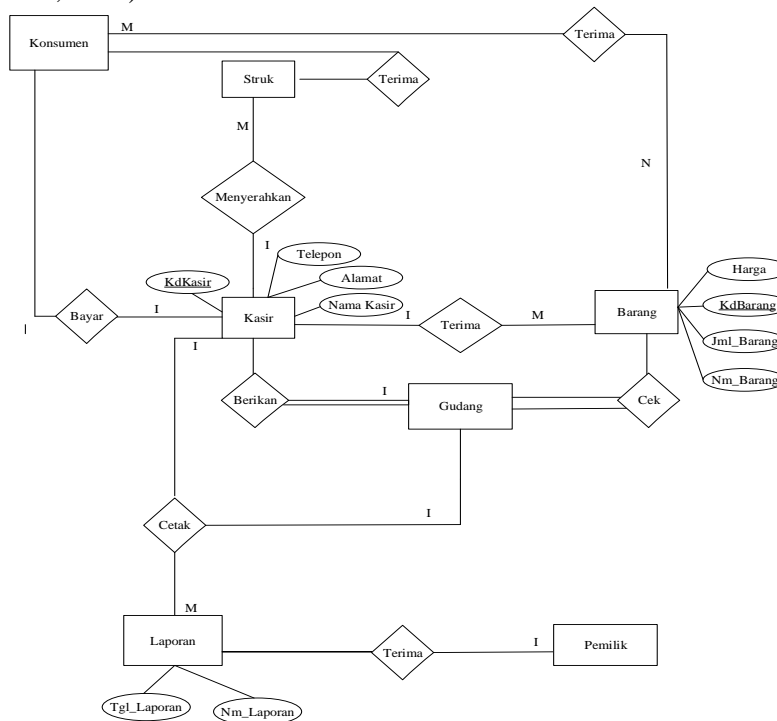 M
Konsumen
Terima
Struk
Terima
M
N
Menyerahkan
I
Telepon
Harga
KdKasir
Alamat
KdBarang
Nama Kasir
Bayar
I
Kasir
I
Terima
M
Barang
I
I
Jml_Barang
Nm_Barang
Berikan
I
Gudang
Cek
Cetak
I
M
Laporan
Terima
I
Pemilik
Tgl_Laporan
Nm_Laporan